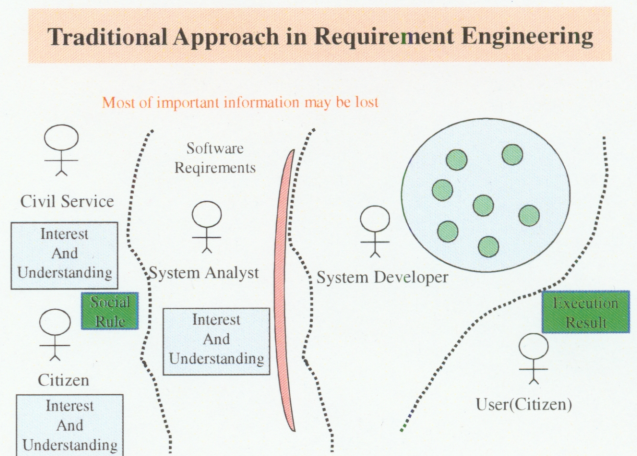 Traditional Approach in Requirement Engineering
Most of important information may be lost
Civil Service
Interest
And
Understanding
Social
Rule
Citizen
Interest
And
Understanding
Software
Reqirements
System Analyst
Interest
And
Understanding
System Developer
Execution
Result
User(Citizen)